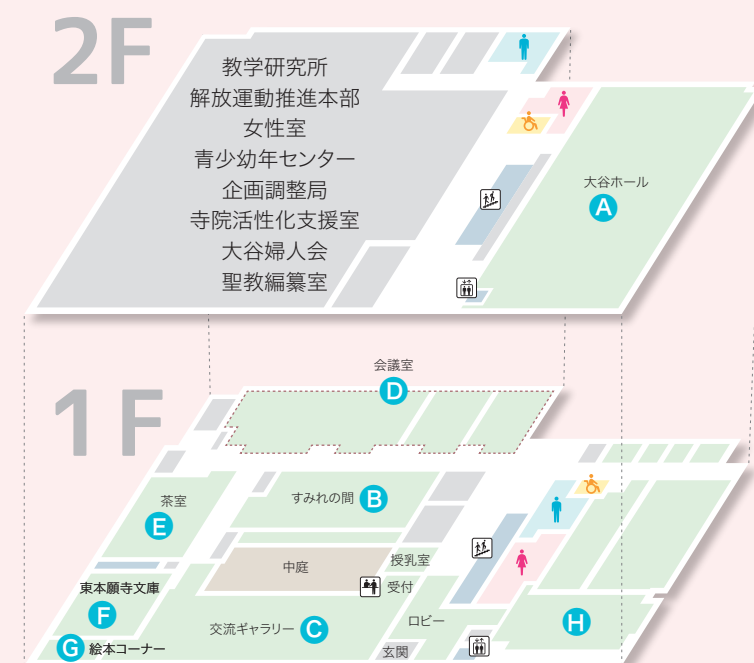 2F
教学研究所
解放運動推進本部
女性室
青少幼年センター
企画調整局
寺院活性化支援室
大谷婦人会
聖教編纂室
大谷ホール
A
1F
会議室
D
茶室
E
すみれの間 B
中庭
授乳室
受付
東本願寺文庫
F
交流ギャラリー C
ロビー
H
G 絵本コーナー
玄関